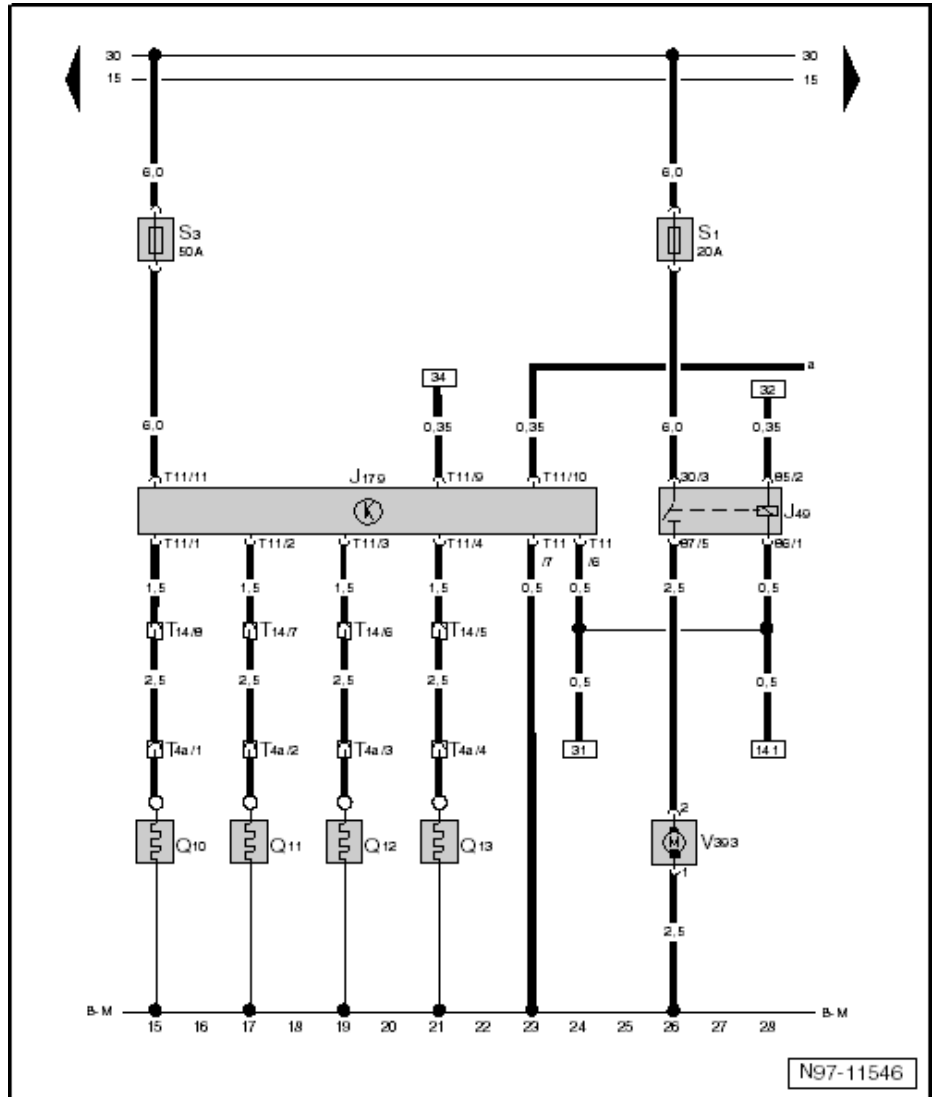 30 30
15 15
6,0 6,0
S3 S1
50A 20A
a
34 32
6,0 0,35 0,35 6,0 0,35
T11/11 J179 T11/9 T11/10 30/3 85/2
K J49
T11/1 T11/2 T11/3 T11/4 T11 T11 87/5 86/1
/7 /6
1,5 1,5 1,5 1,5 0,5 0,5 2,5 0,5
T14/8 T14/7 T14/6 T14/5
2,5 2,5 2,5 2,5 0,5 0,5
T4a/1 T4a/2 T4a/3 T4a/4 31 141
2
Q10 Q11 Q12 Q13 M V393
1
2,5
B-M B-M
15 16 17 18 19 20 21 22 23 24 25 26 27 28
N97-11546